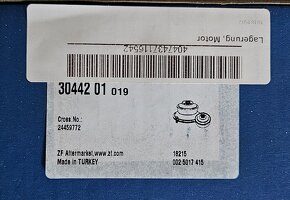 Lagerung, Motor
4047437116542
30442 01 019
Cross.No.:
24459772
ZF Aftermarket,www.zf.com
Made in TURKEY
18215
002 5017 415